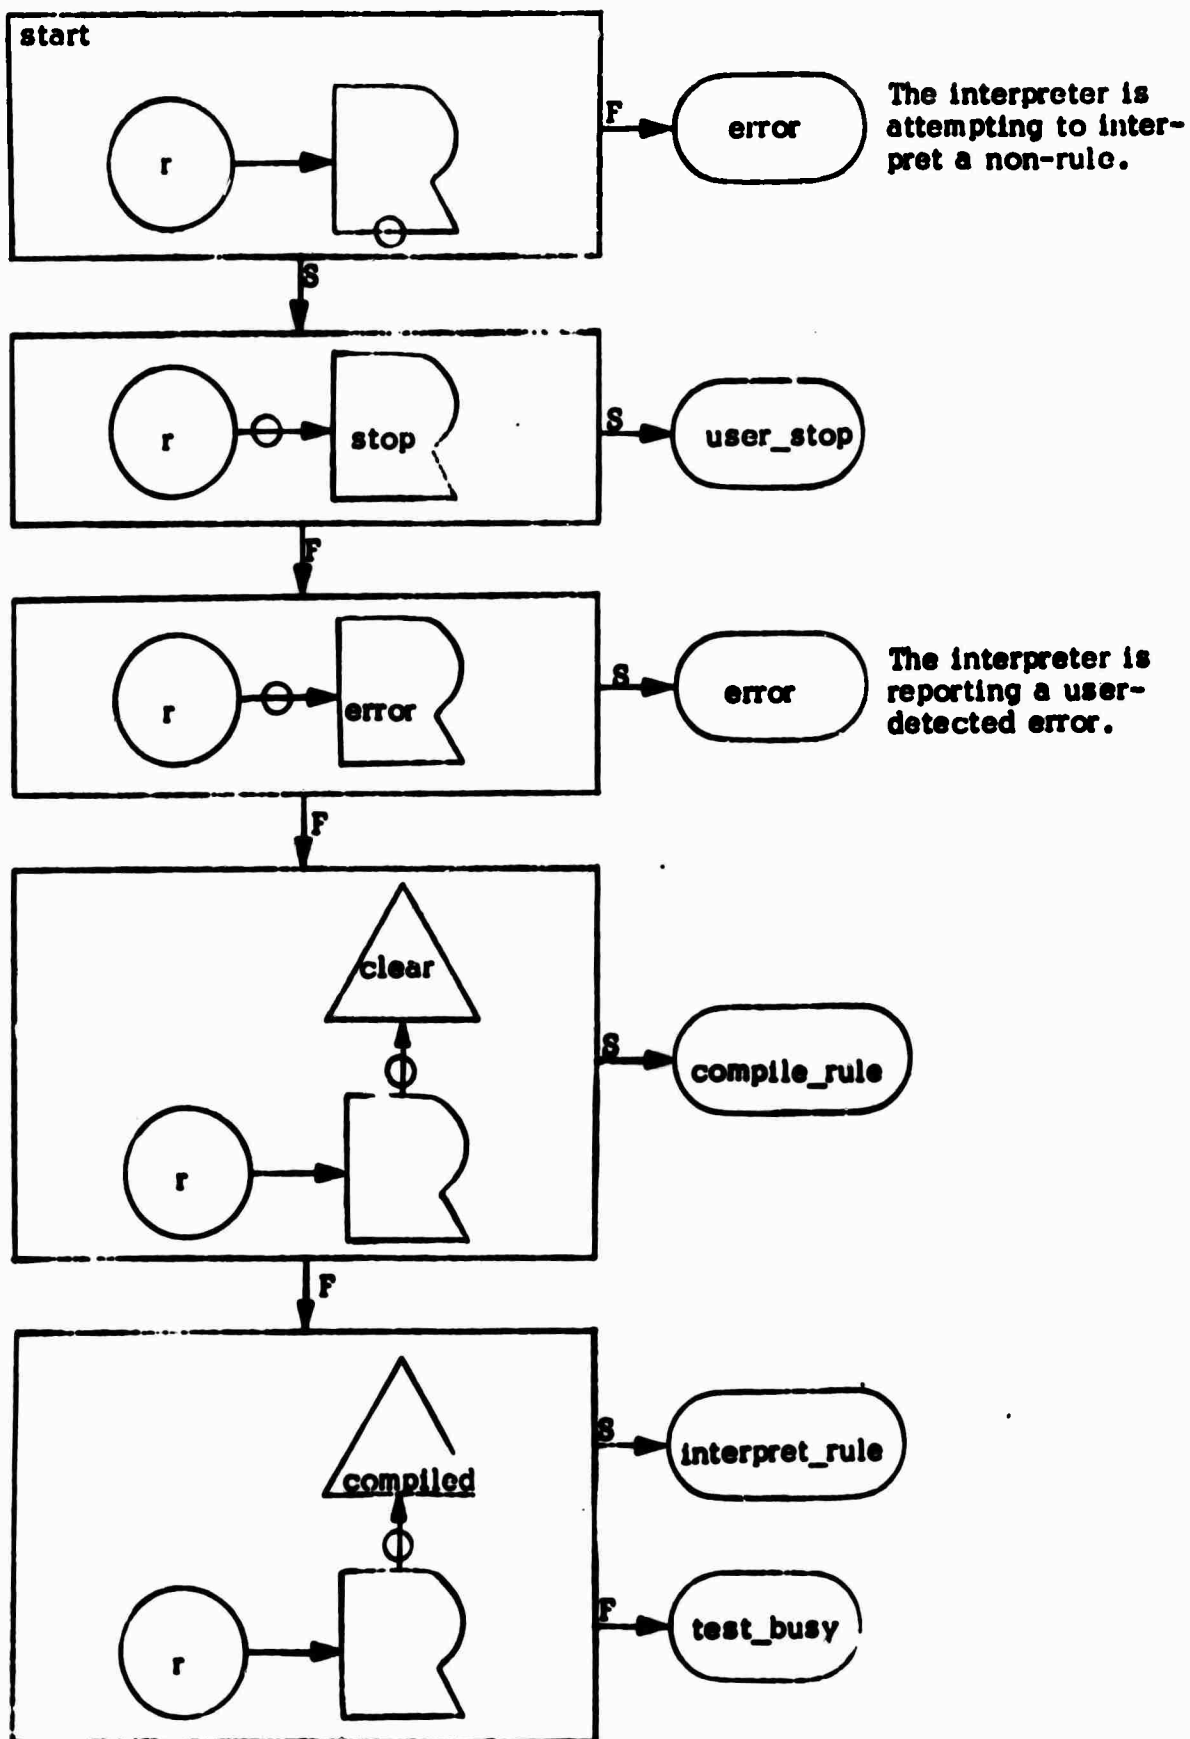 start
r
F
error
The interpreter is
attempting to inter-
pret a non-rule.
S
r
stop
S
user_stop
F
r
error
S
error
The interpreter is
reporting a user-
detected error.
F
clear
S
compile_rule
r
F
compiled
S
interpret_rule
r
F
test_busy